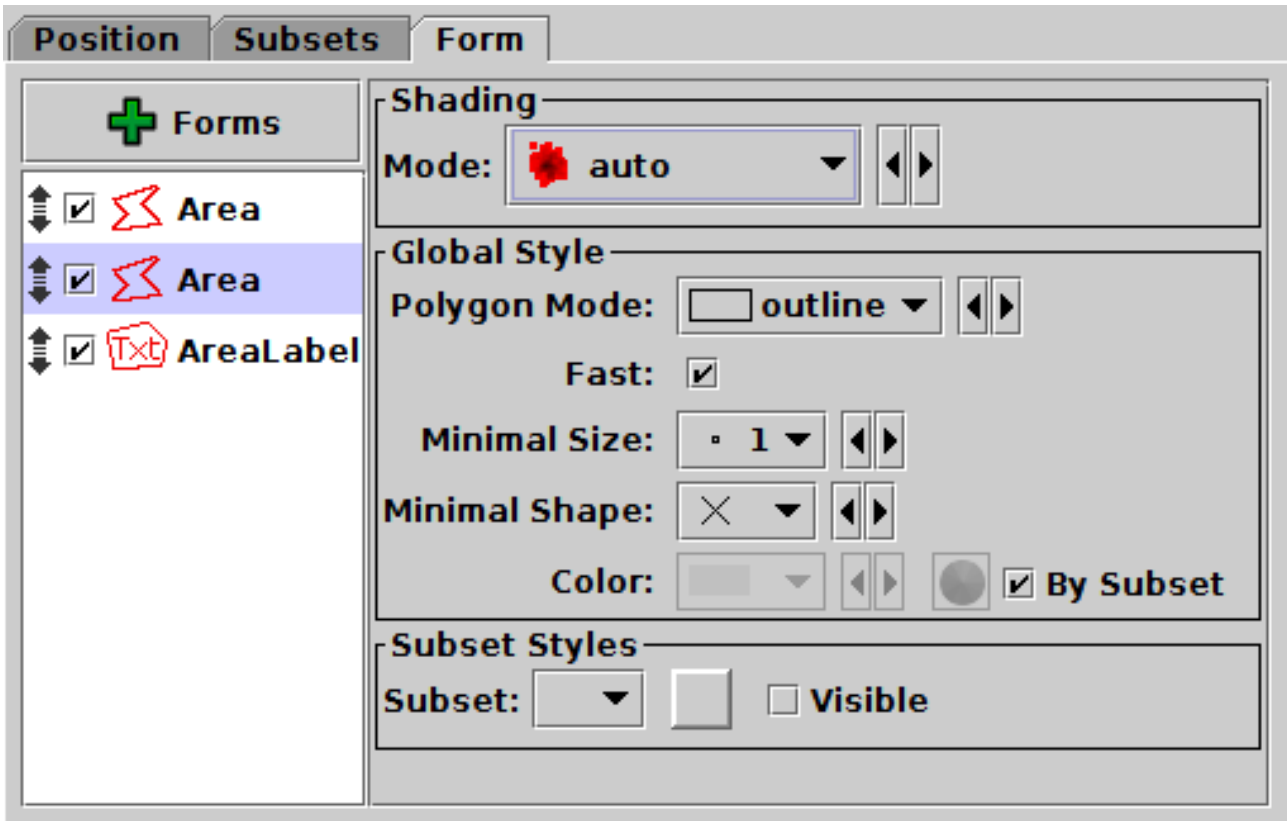 Position Subsets Form
Forms
Area
Area
Txt AreaLabel
Shading
Mode: auto
Global Style
Polygon Mode: outline
Fast:
Minimal Size: 1
Minimal Shape:
Color: By Subset
Subset Styles
Subset: Visible